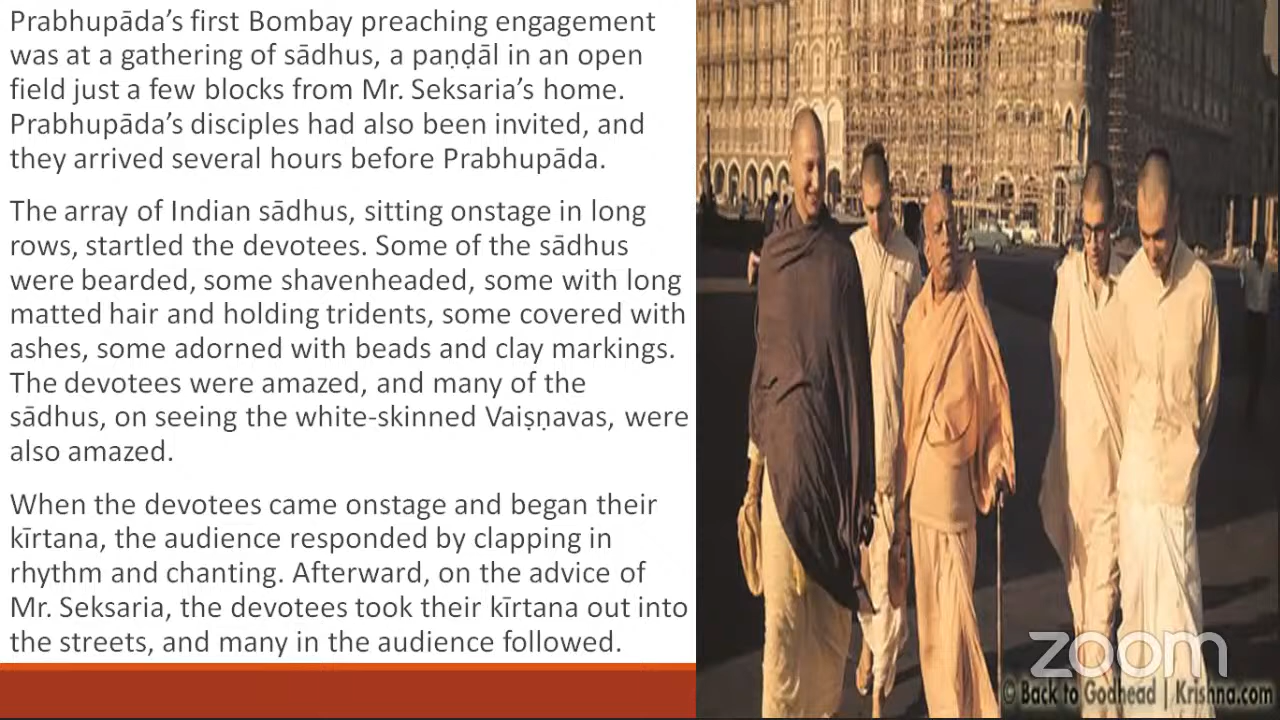 Prabhupāda’s first Bombay preaching engagement
was at a gathering of sādhus, a paṇḍāl in an open
field just a few blocks from Mr. Seksaria’s home.
Prabhupāda’s disciples had also been invited, and
they arrived several hours before Prabhupāda.
The array of Indian sādhus, sitting onstage in long
rows, startled the devotees. Some of the sādhus
were bearded, some shavenheaded, some with long
matted hair and holding tridents, some covered with
ashes, some adorned with beads and clay markings.
The devotees were amazed, and many of the
sādhus, on seeing the white-skinned Vaiṣṇavas, were
also amazed.
When the devotees came onstage and began their
kīrtana, the audience responded by clapping in
rhythm and chanting. Afterward, on the advice of
Mr. Seksaria, the devotees took their kīrtana out into
the streets, and many in the audience followed.
zoom
© Back to Godhead | Krishna.com